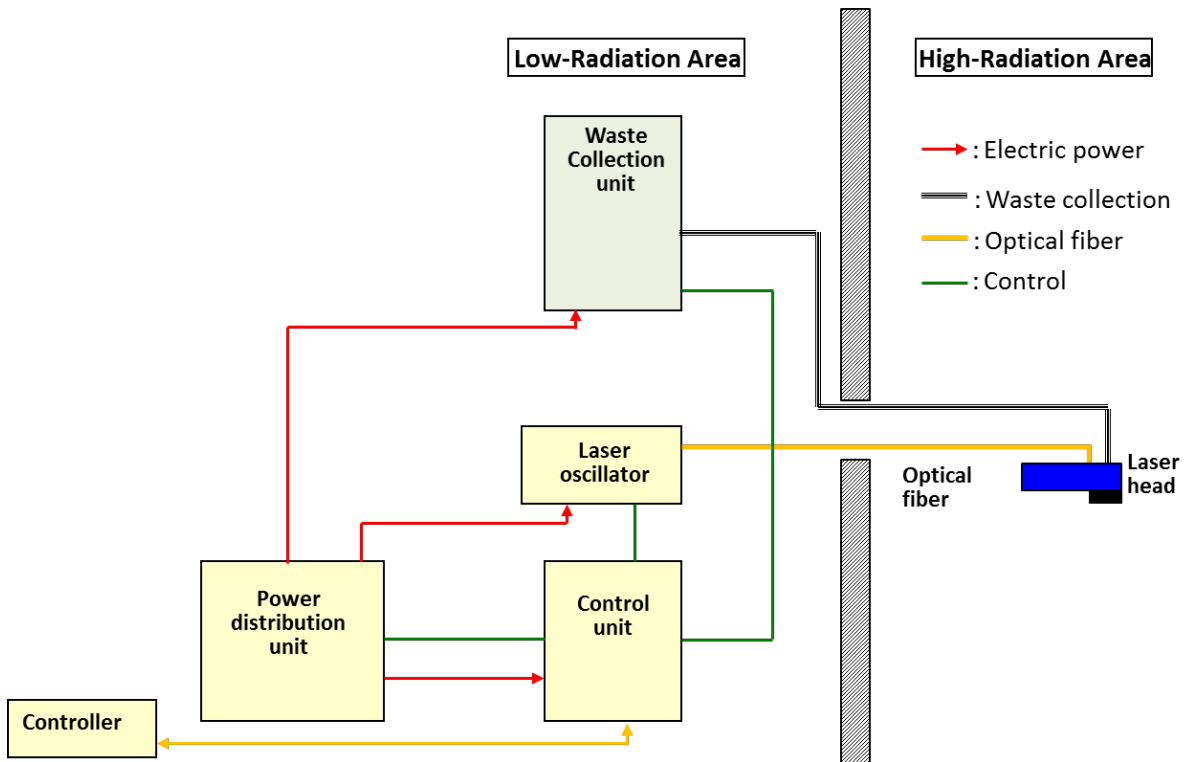 Low-Radiation Area
High-Radiation Area
Waste
Collection
unit
: Electric power
: Waste collection
: Optical fiber
: Control
Laser
oscillator
Optical
fiber
Laser
head
Power
distribution
unit
Control
unit
Controller